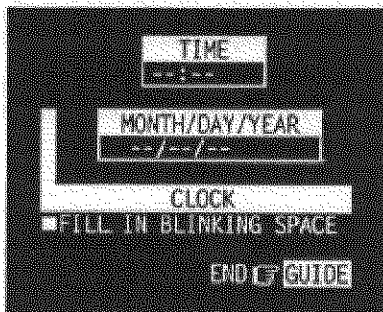 TIME
--:--
MONTH/DAY/YEAR
--/--/--
CLOCK
FILL IN BLINKING SPACE
END ☞ GUIDE